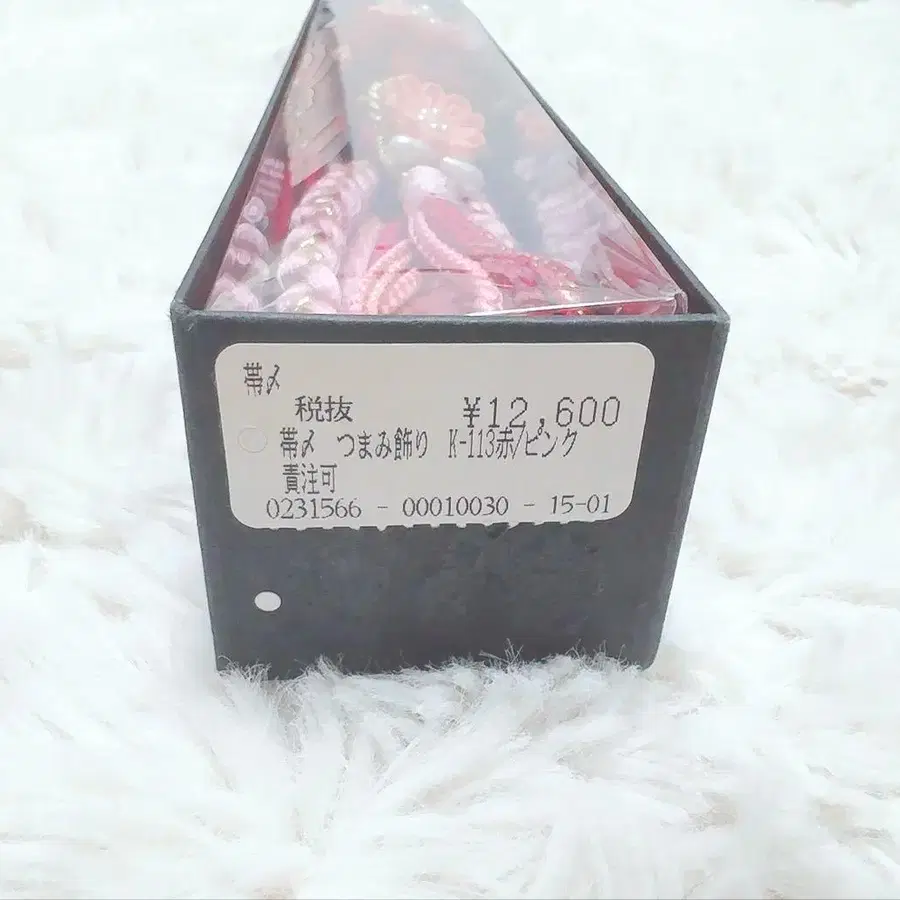 帯〆
税抜 ¥12,600
帯〆 つまみ飾り K-113赤/ピンク
責注可
0231566 - 00010030 - 15-01